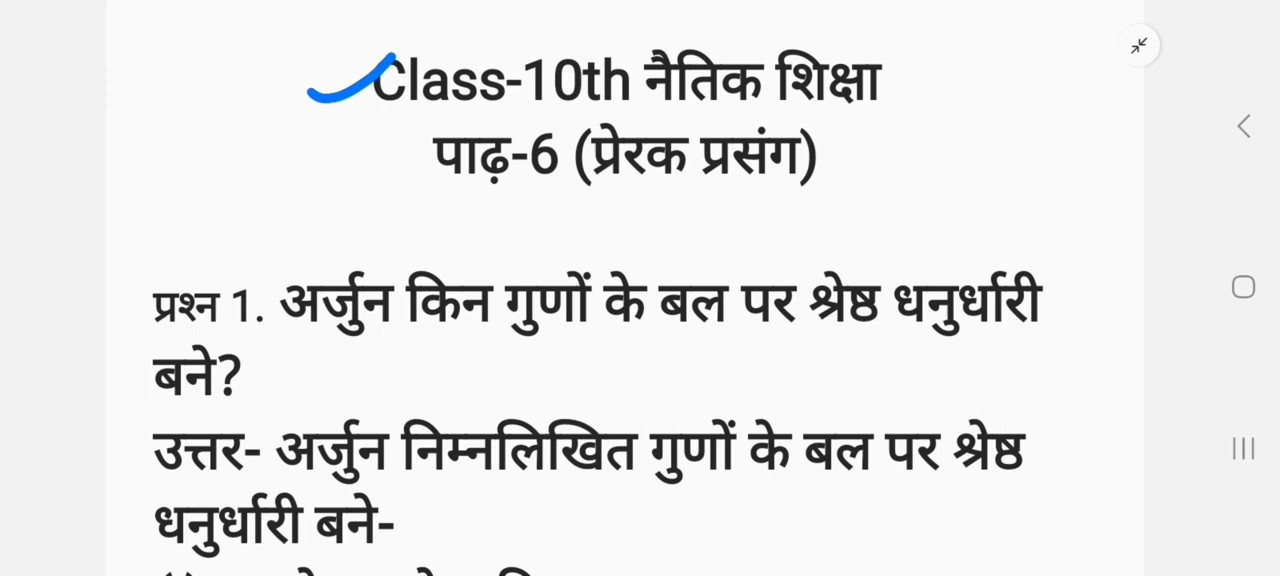 Class-10th नैतिक शिक्षा
पाढ़-6 (प्रेरक प्रसंग)
प्रश्न 1. अर्जुन किन गुणों के बल पर श्रेष्ठ धनुर्धारी
बने?
उत्तर- अर्जुन निम्नलिखित गुणों के बल पर श्रेष्ठ
धनुर्धारी बने-